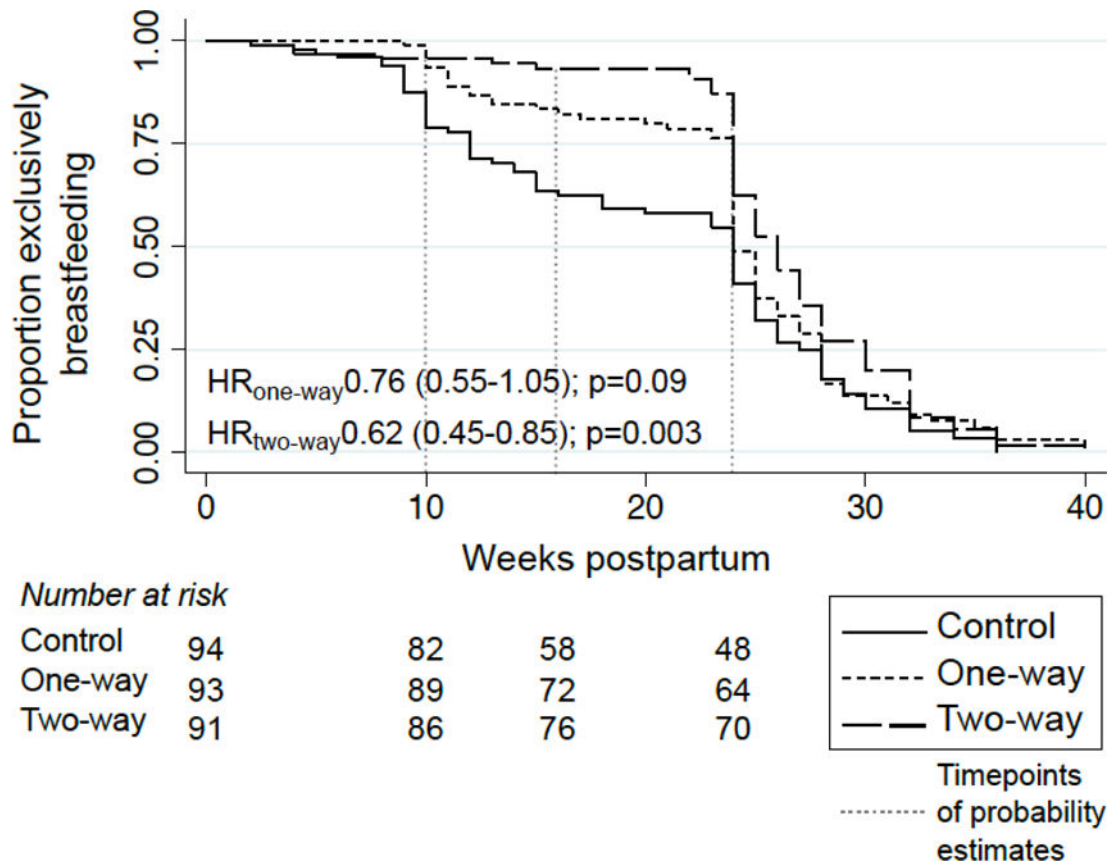 Proportion exclusively
breastfeeding
1.00
0.75
0.50
0.25
0.00
HRone-way0.76 (0.55-1.05); p=0.09
HRtwo-way0.62 (0.45-0.85); p=0.003
0 10 20 30 40
Weeks postpartum
Number at risk
Control 94 82 58 48
One-way 93 89 72 64
Two-way 91 86 76 70
Control
One-way
Two-way
Timepoints
of probability
estimates